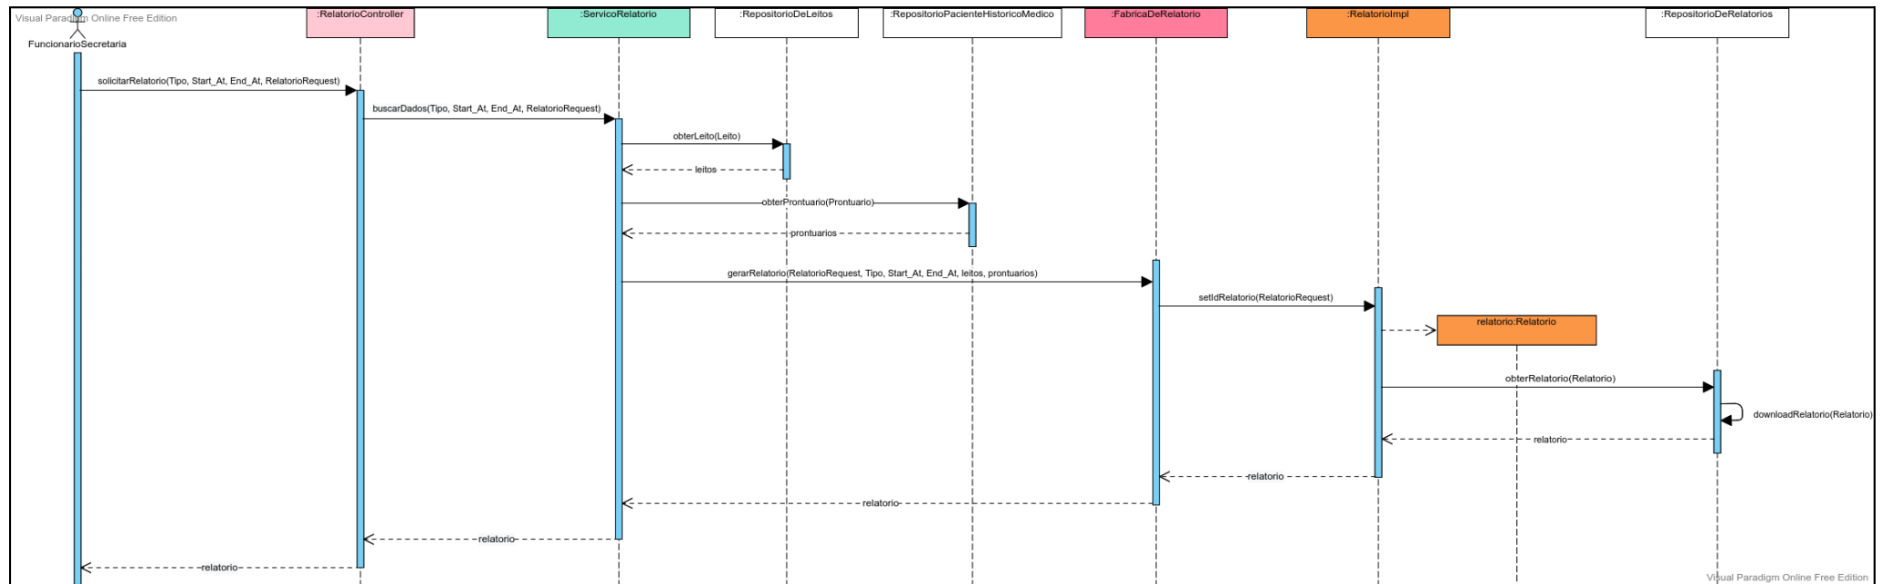 Visual Paradigm Online Free Edition
:RelatorioController
:ServicoRelatorio
:RepositorioDeLeitos
:RepositorioPacienteHistoricoMedico
:FabricaDeRelatorio
:RelatorioImpl
:RepositorioDeRelatorios
FuncionarioSecretaria
solicitarRelatorio(Tipo, Start_At, End_At, RelatorioRequest)
buscarDados(Tipo, Start_At, End_At, RelatorioRequest)
obterLeito(Leito)
leitos
obterProntuario(Prontuario)
prontuarios
gerarRelatorio(RelatorioRequest, Tipo, Start_At, End_At, leitos, prontuarios)
setIdRelatorio(RelatorioRequest)
relatorio:Relatorio
obterRelatorio(Relatorio)
downloadRelatorio(Relatorio)
relatorio
relatorio
relatorio
relatorio
relatorio
Visual Paradigm Online Free Edition